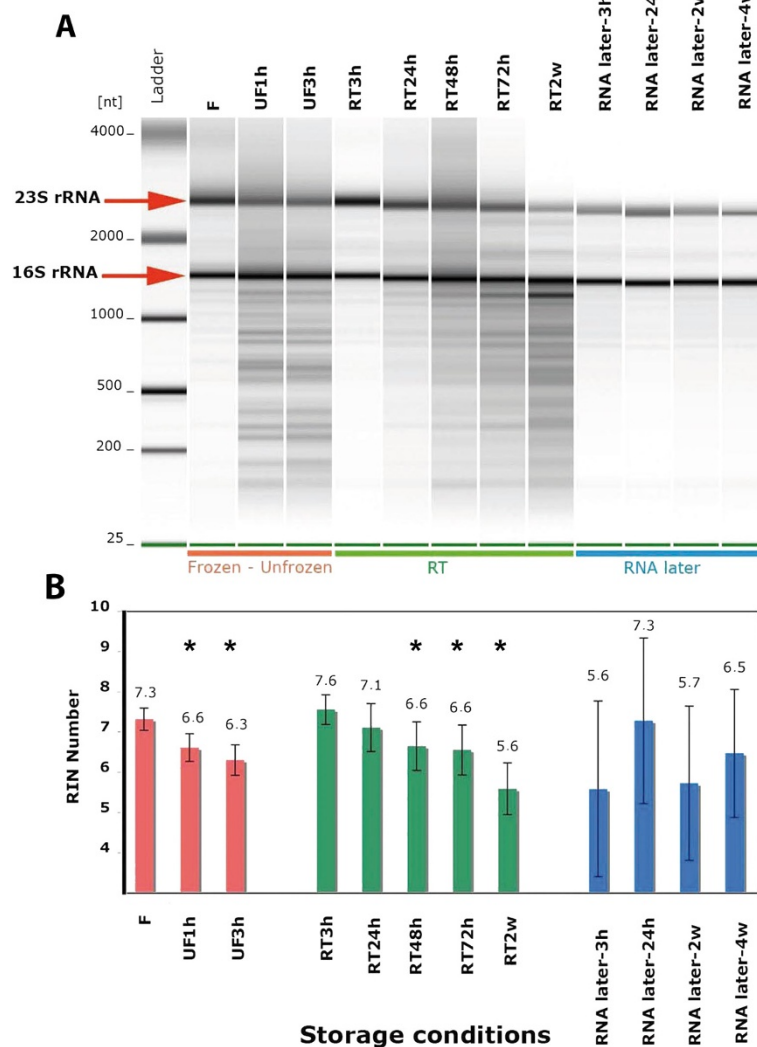 A
[nt]
Ladder
F
UF1h
UF3h
RT3h
RT24h
RT48h
RT72h
RT2w
RNA later-3h
RNA later-24
RNA later-2w
RNA later-4w
4000
23S rRNA
2000
16S rRNA
1000
500
200
25
Frozen - Unfrozen
RT
RNA later
B
RIN Number
10
9
8
7
6
5
4
7.3
*
6.6
*
6.3
7.6
7.1
*
6.6
*
6.6
*
5.6
5.6
7.3
5.7
6.5
F
UF1h
UF3h
RT3h
RT24h
RT48h
RT72h
RT2w
RNA later-3h
RNA later-24h
RNA later-2w
RNA later-4w
Storage conditions